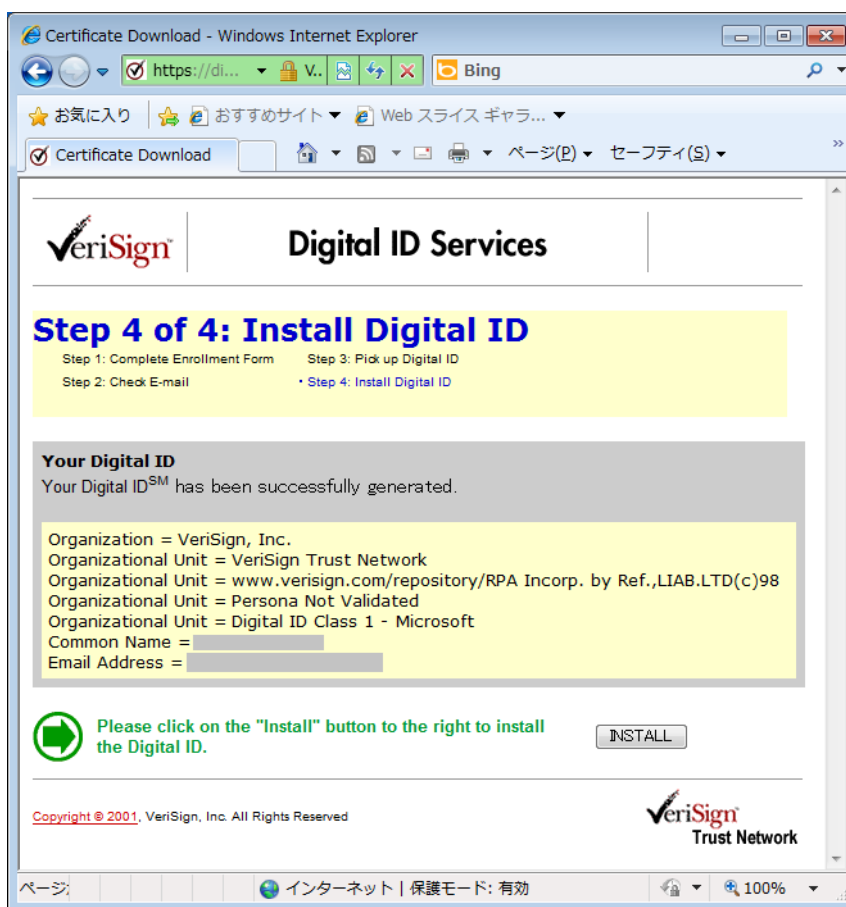 Certificate Download - Windows Internet Explorer
https://di... V.. Bing
お気に入り おすすめサイト Web スライス ギャラ...
Certificate Download ページ(P) セーフティ(S) »
VeriSign™ Digital ID Services
Step 4 of 4: Install Digital ID
Step 1: Complete Enrollment Form Step 3: Pick up Digital ID
Step 2: Check E-mail • Step 4: Install Digital ID
Your Digital ID
Your Digital IDSM has been successfully generated.
Organization = VeriSign, Inc.
Organizational Unit = VeriSign Trust Network
Organizational Unit = www.verisign.com/repository/RPA Incorp. by Ref.,LIAB.LTD(c)98
Organizational Unit = Persona Not Validated
Organizational Unit = Digital ID Class 1 - Microsoft
Common Name =
Email Address =
Please click on the "Install" button to the right to install
the Digital ID.
INSTALL
Copyright © 2001, VeriSign, Inc. All Rights Reserved
VeriSign
Trust Network
ページ インターネット | 保護モード: 有効 100%